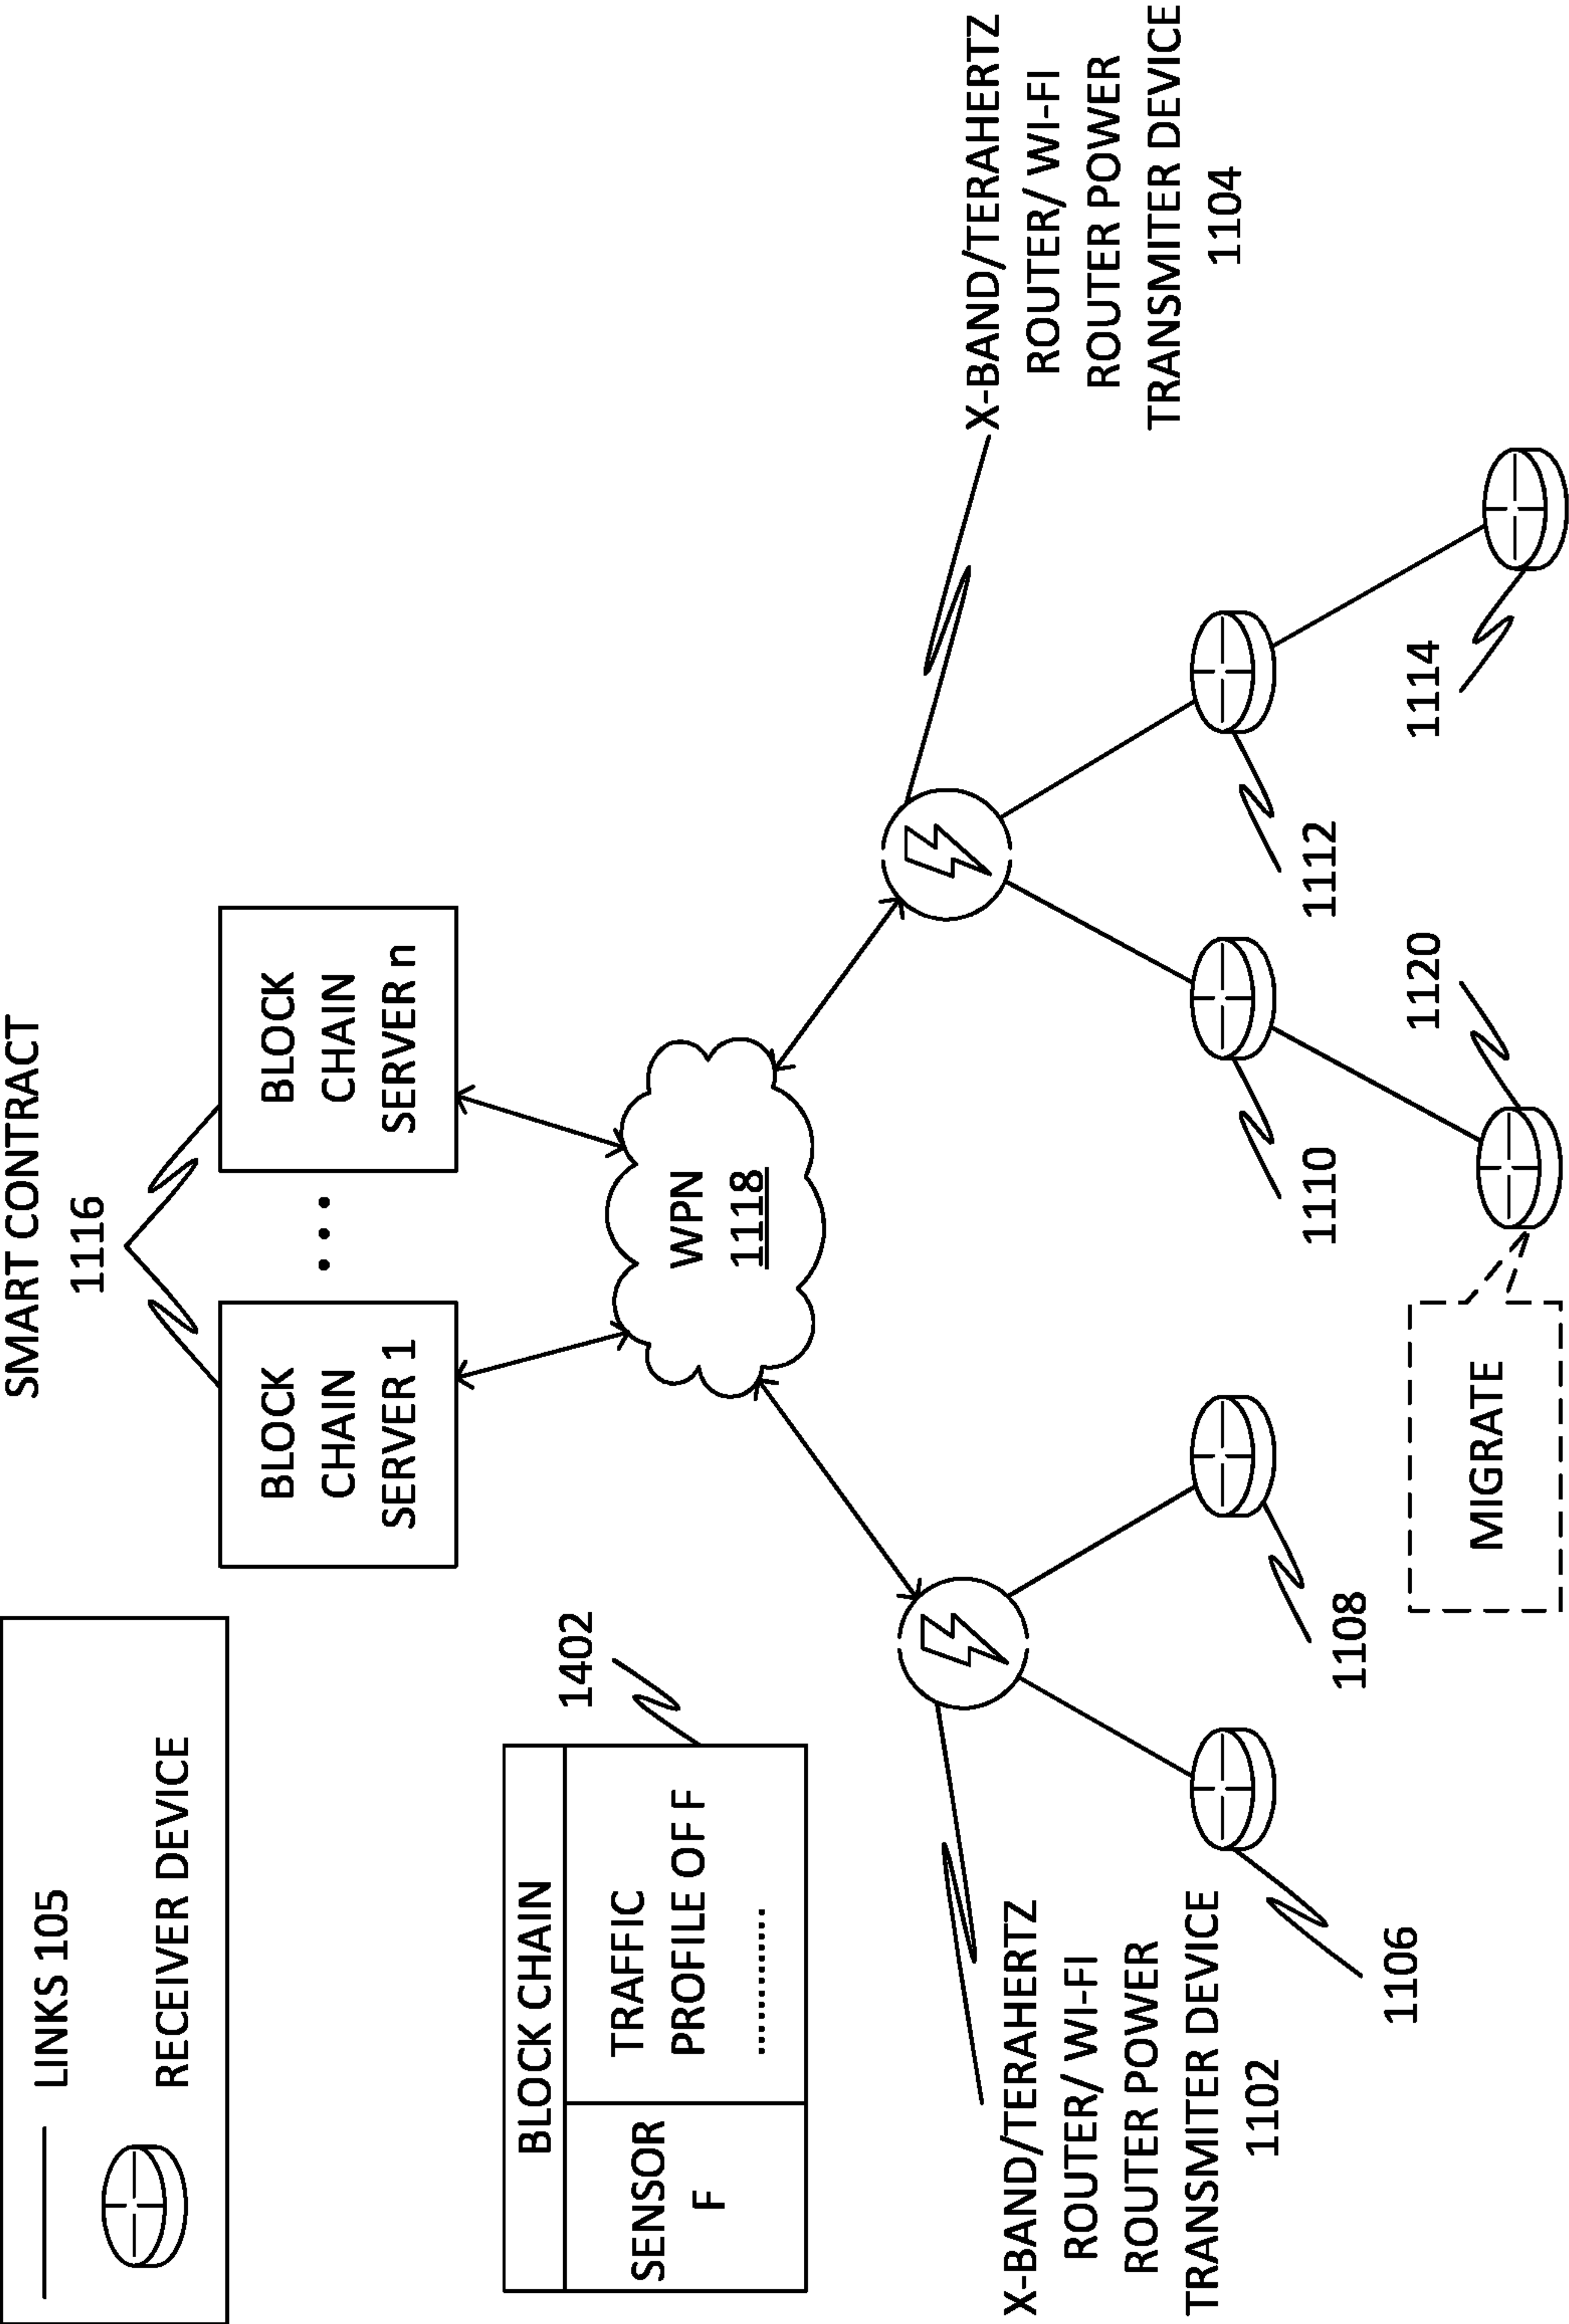 LINKS 105
RECEIVER DEVICE
SMART CONTRACT
1116
BLOCK
CHAIN
SERVER 1
...
BLOCK
CHAIN
SERVER n
BLOCK CHAIN
SENSOR
F
TRAFFIC
PROFILE OF F
............
1402
WPN
1118
X-BAND/TERAHERTZ
ROUTER/ WI-FI
ROUTER POWER
TRANSMITER DEVICE
1102
X-BAND/TERAHERTZ
ROUTER/ WI-FI
ROUTER POWER
TRANSMITER DEVICE
1104
1106
1108
1110
1112
MIGRATE
1120
1114